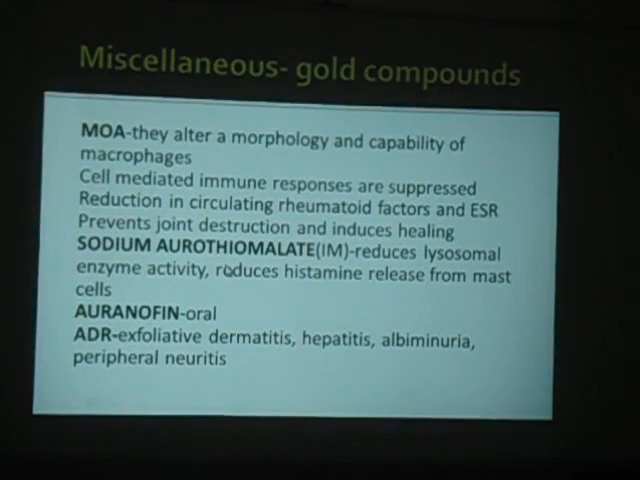 Miscellaneous- gold compounds
MOA-they alter a morphology and capability of
macrophages
Cell mediated immune responses are suppressed
Reduction in circulating rheumatoid factors and ESR
Prevents joint destruction and induces healing
SODIUM AUROTHIOMALATE(IM)-reduces lysosomal
enzyme activity, reduces histamine release from mast
cells
AURANOFIN-oral
ADR-exfoliative dermatitis, hepatitis, albiminuria,
peripheral neuritis